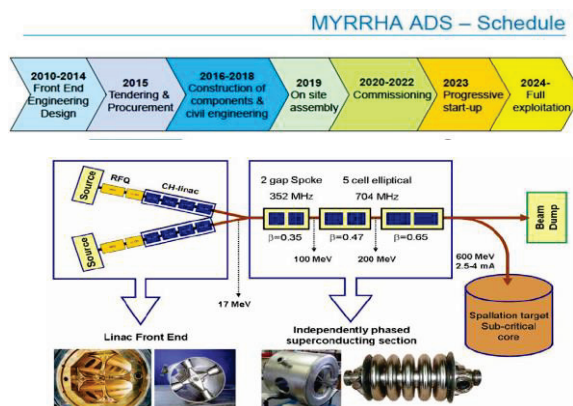 MYRRHA ADS – Schedule
2010-2014
Front End
Engineering
Design
2015
Tendering &
Procurement
2016-2018
Construction of
components &
civil engineering
2019
On site
assembly
2020-2022
Commissioning
2023
Progressive
start-up
2024-
Full
exploitation
Source
RFQ
CH-linac
Source
2 gap Spoke
352 MHz
5 cell elliptical
704 MHz
β=0.35
β=0.47
β=0.65
100 MeV
200 MeV
17 MeV
Beam
Dump
600 MeV
2.5-4 mA
Spallation target
Sub-critical
core
Linac Front End
Independently phased
superconducting section